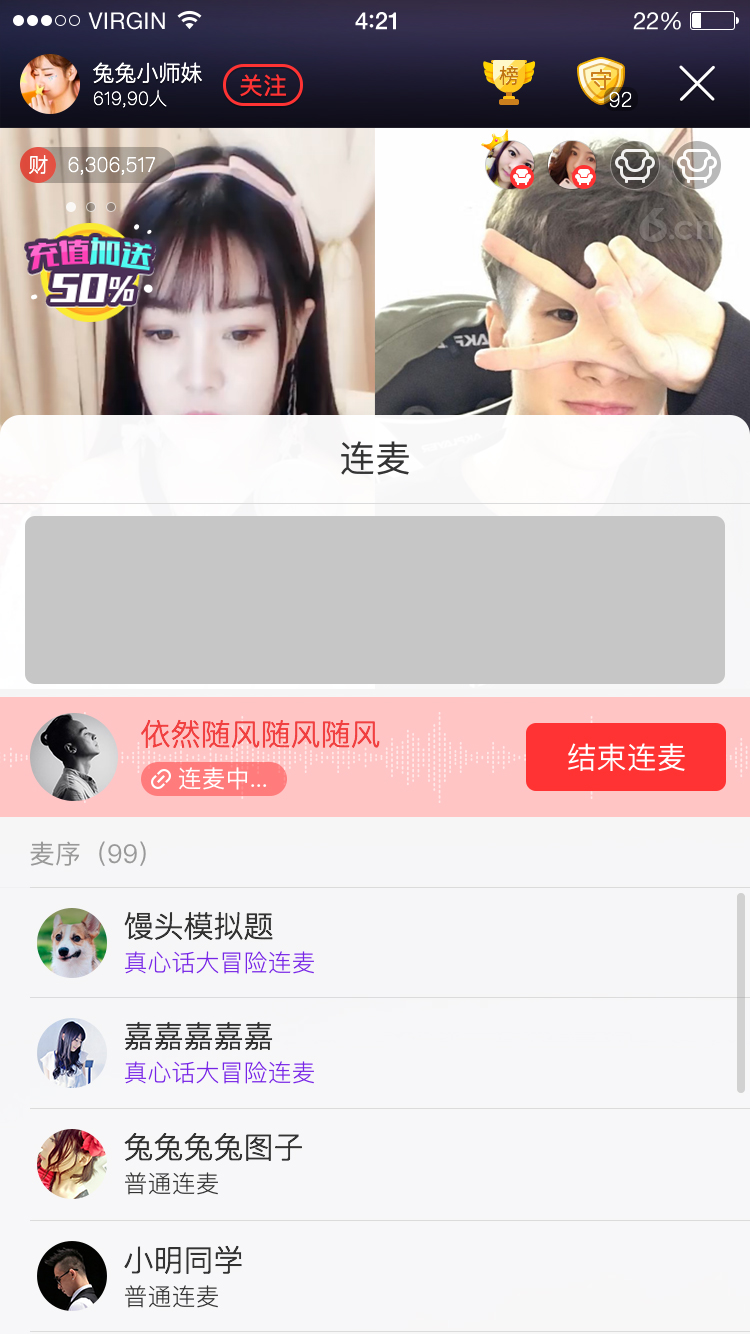 VIRGIN
4:21
22%
兔兔小师妹
619,90人
关注
榜
守
92
财
6,306,517
充值加送
50%
6.cn
连麦
依然随风随风随风
连麦中...
结束连麦
麦序（99）
馒头模拟题
真心话大冒险连麦
嘉嘉嘉嘉嘉
真心话大冒险连麦
兔兔兔兔图子
普通连麦
小明同学
普通连麦